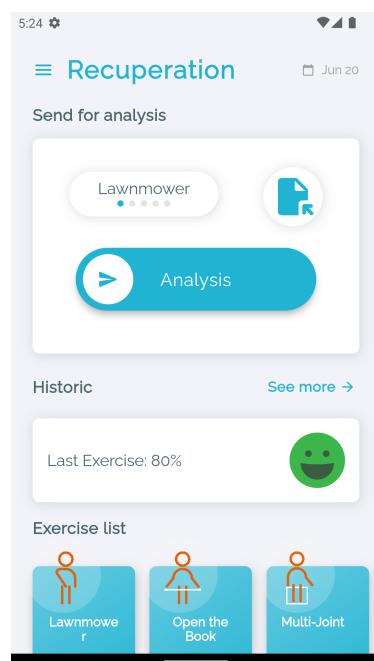 5:24
Recuperation
Jun 20
Send for analysis
Lawnmower
Analysis
Historic
See more
Last Exercise: 80%
Exercise list
Lawnmowe
r
Open the
Book
Multi-Joint